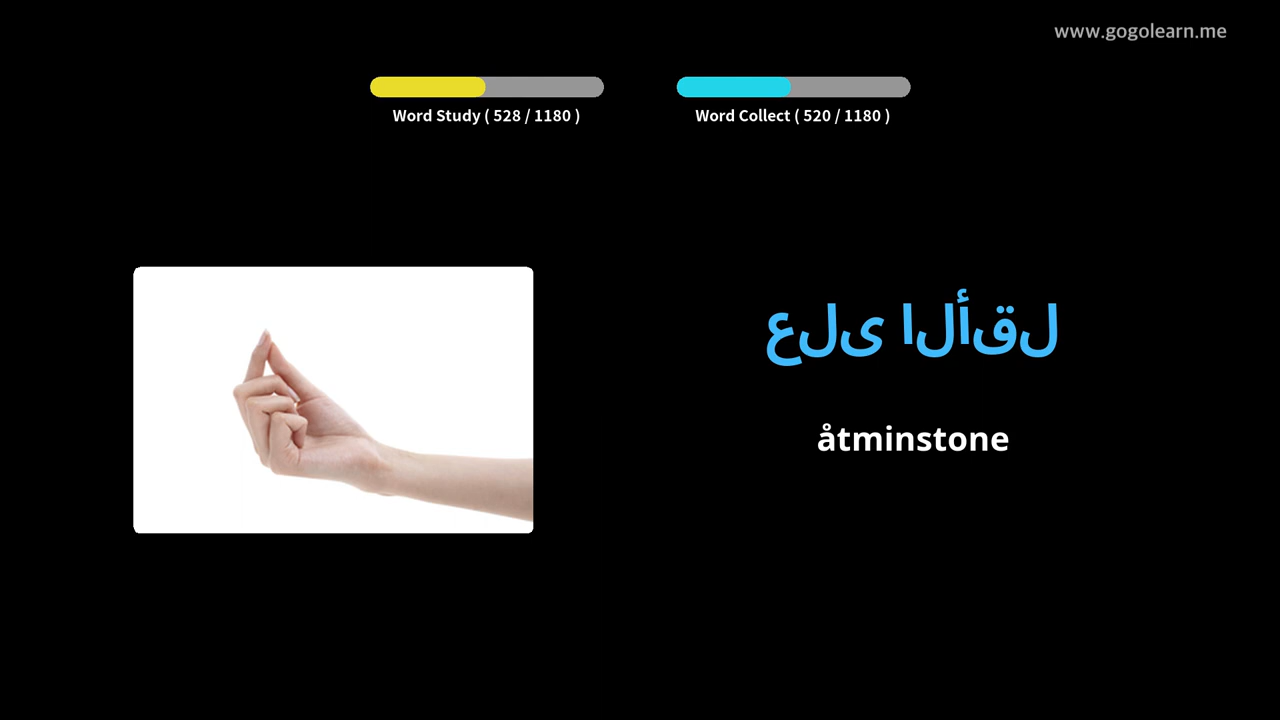 www.gogolearn.me
Word Study ( 528 / 1180 )
Word Collect ( 520 / 1180 )
على الأقل
åtminstone